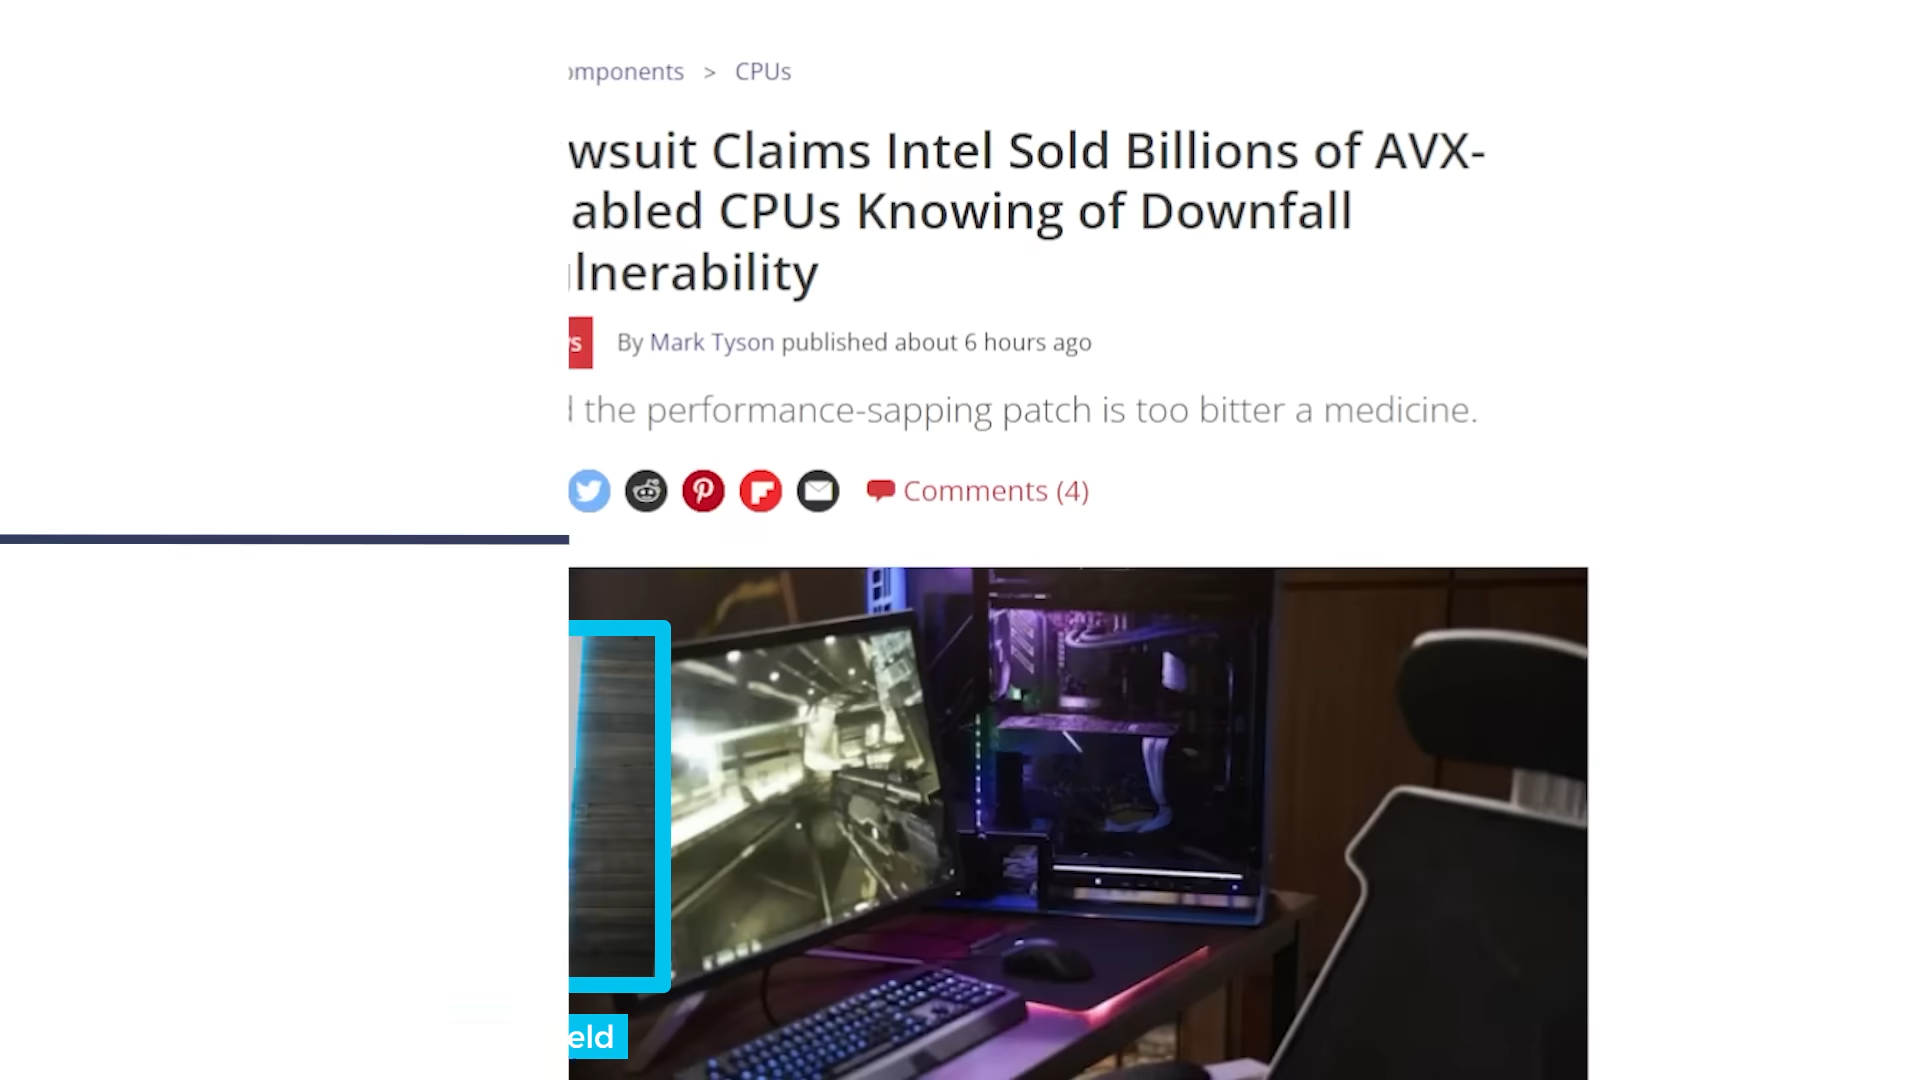 omponents > CPUs
wsuit Claims Intel Sold Billions of AVX-
abled CPUs Knowing of Downfall
lnerability
s By Mark Tyson published about 6 hours ago
d the performance-sapping patch is too bitter a medicine.
Comments (4)
eld